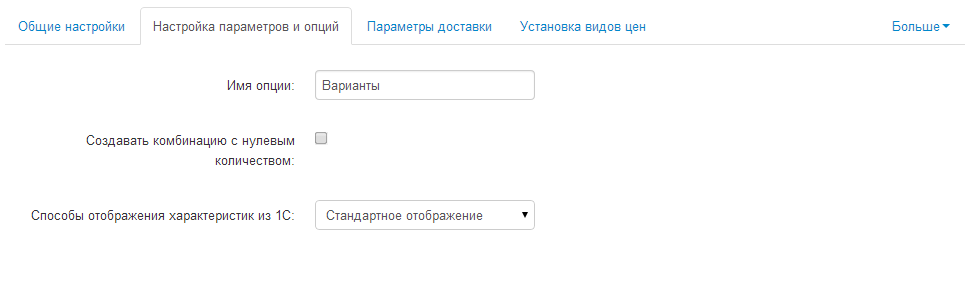 Общие настройки Настройка параметров и опций Параметры доставки Установка видов цен Больше
Имя опции: Варианты
Создавать комбинацию с нулевым
количеством:
Способы отображения характеристик из 1С: Стандартное отображение